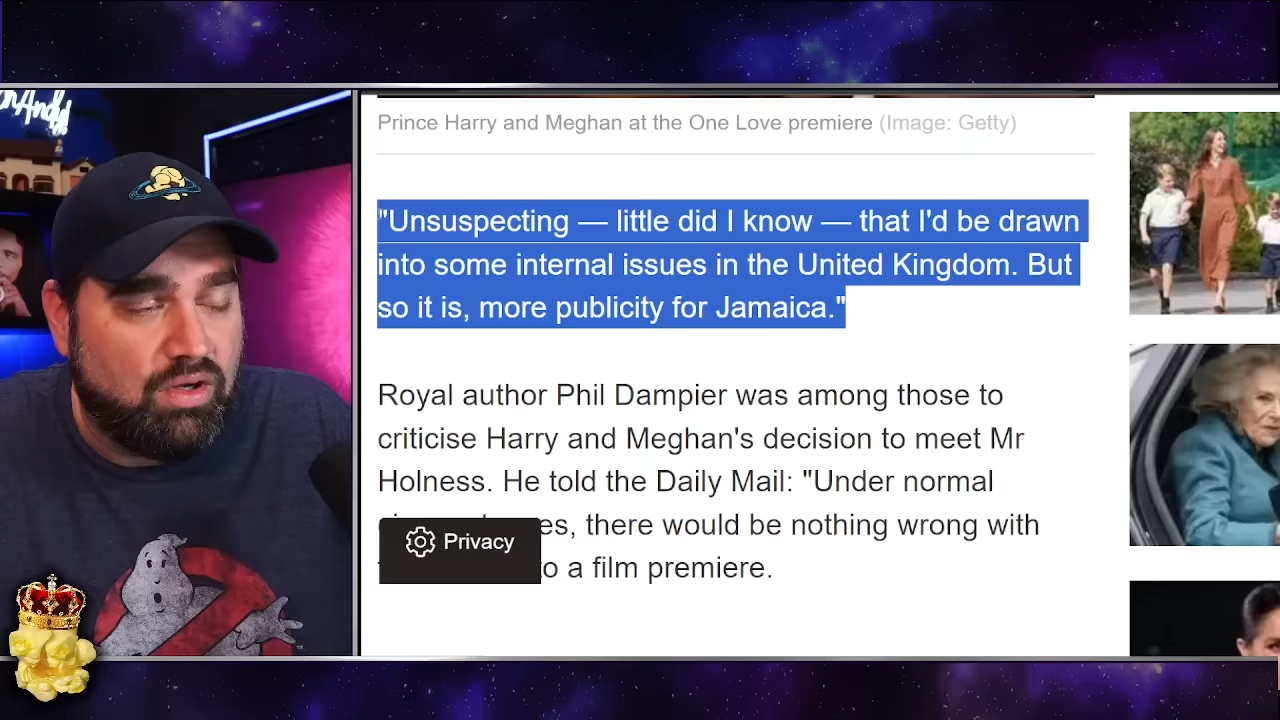 Prince Harry and Meghan at the One Love premiere (Image: Getty)
"Unsuspecting — little did I know — that I'd be drawn
into some internal issues in the United Kingdom. But
so it is, more publicity for Jamaica."
Royal author Phil Dampier was among those to
criticise Harry and Meghan's decision to meet Mr
Holness. He told the Daily Mail: "Under normal
es, there would be nothing wrong with
to a film premiere.
Privacy